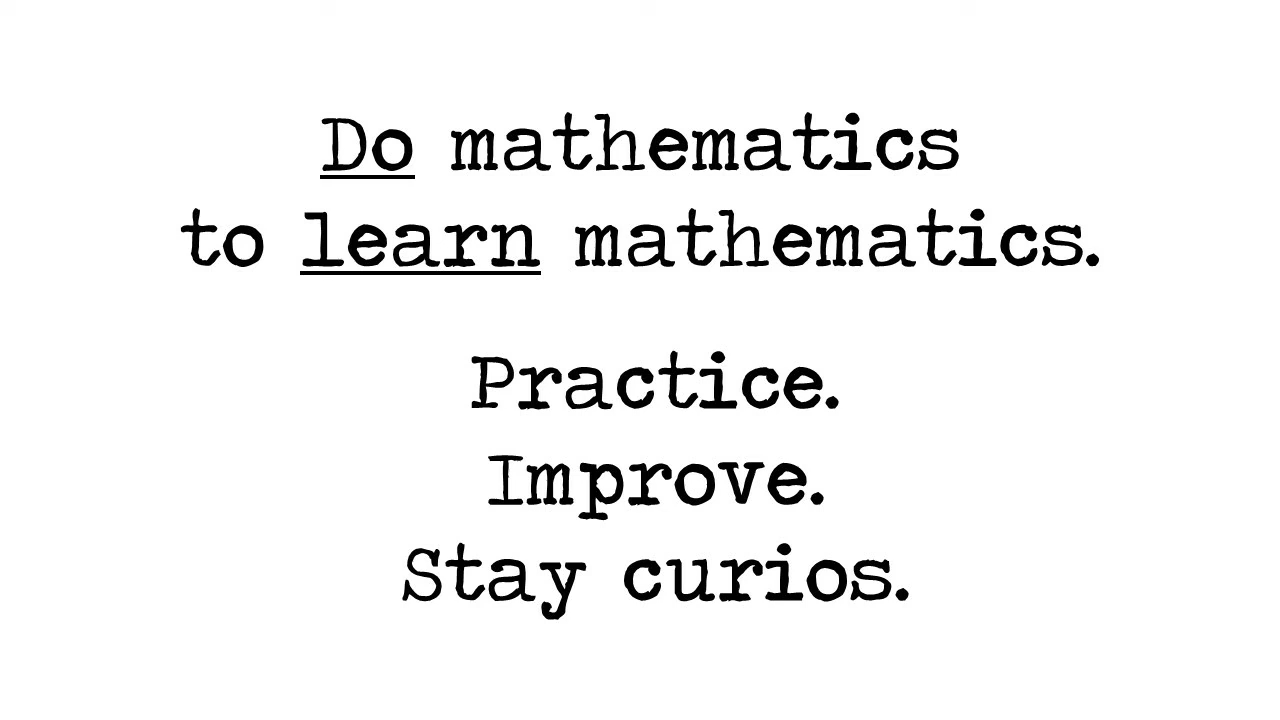 Do mathematics
to learn mathematics.
Practice.
Improve.
Stay curios.